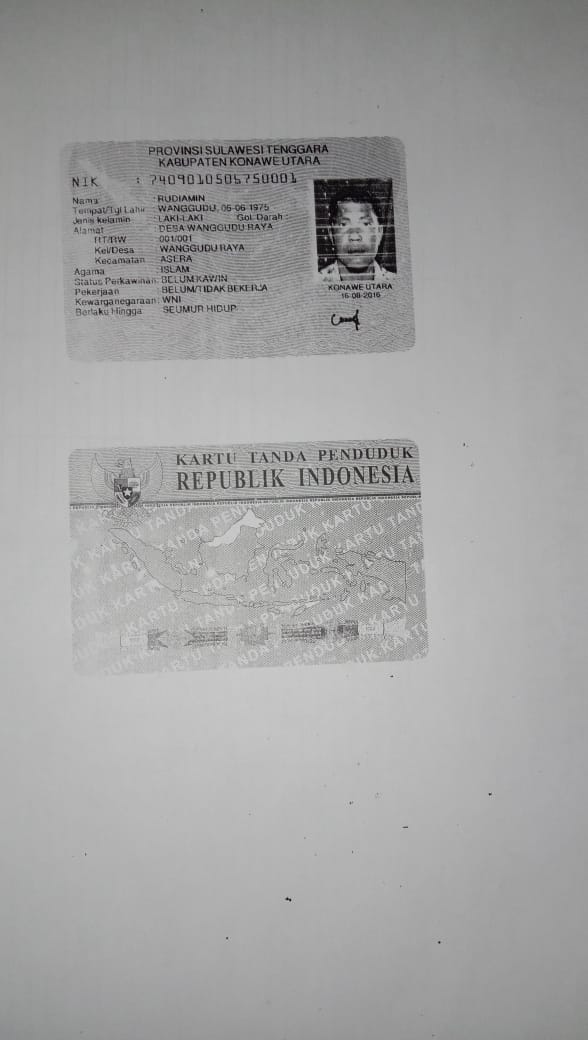 PROVINSI SULAWESI TENGGARA
KABUPATEN KONAWE UTARA
NIK : 7409010506750001
Nama : RUDIAMIN
Tempat/Tgl Lahir : WANGGUDU, 05-06-1975
Jenis kelamin : LAKI-LAKI Gol. Darah :
Alamat : DESA WANGGUDU RAYA
RT/RW : 001/001
Kel/Desa : WANGGUDU RAYA
Kecamatan : ASERA
Agama : ISLAM
Status Perkawinan: BELUM KAWIN
Pekerjaan : BELUM/TIDAK BEKERJA
Kewarganegaraan: WNI
Berlaku Hingga : SEUMUR HIDUP
KONAWE UTARA
16-08-2016
KARTU TANDA PENDUDUK
REPUBLIK INDONESIA